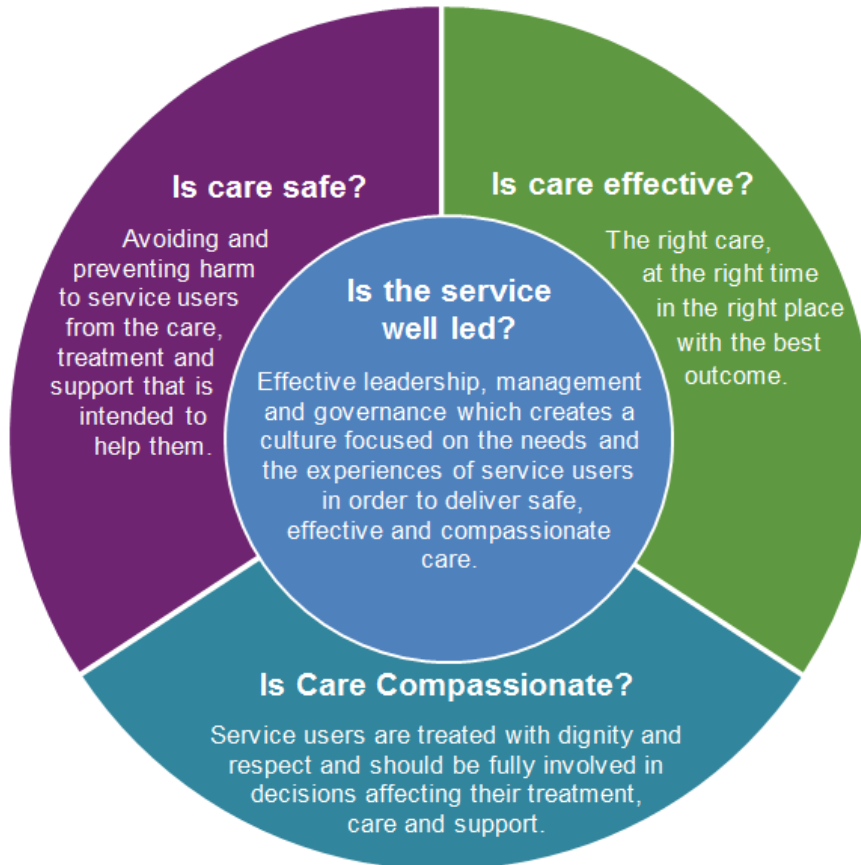 Is care safe?
Avoiding and
preventing harm
to service users
from the care,
treatment and
support that is
intended to
help them.
Is care effective?
The right care,
at the right time
in the right place
with the best
outcome.
Is the service
well led?
Effective leadership, management
and governance which creates a
culture focused on the needs and
the experiences of service users
in order to deliver safe,
effective and compassionate
care.
Is Care Compassionate?
Service users are treated with dignity and
respect and should be fully involved in
decisions affecting their treatment,
care and support.